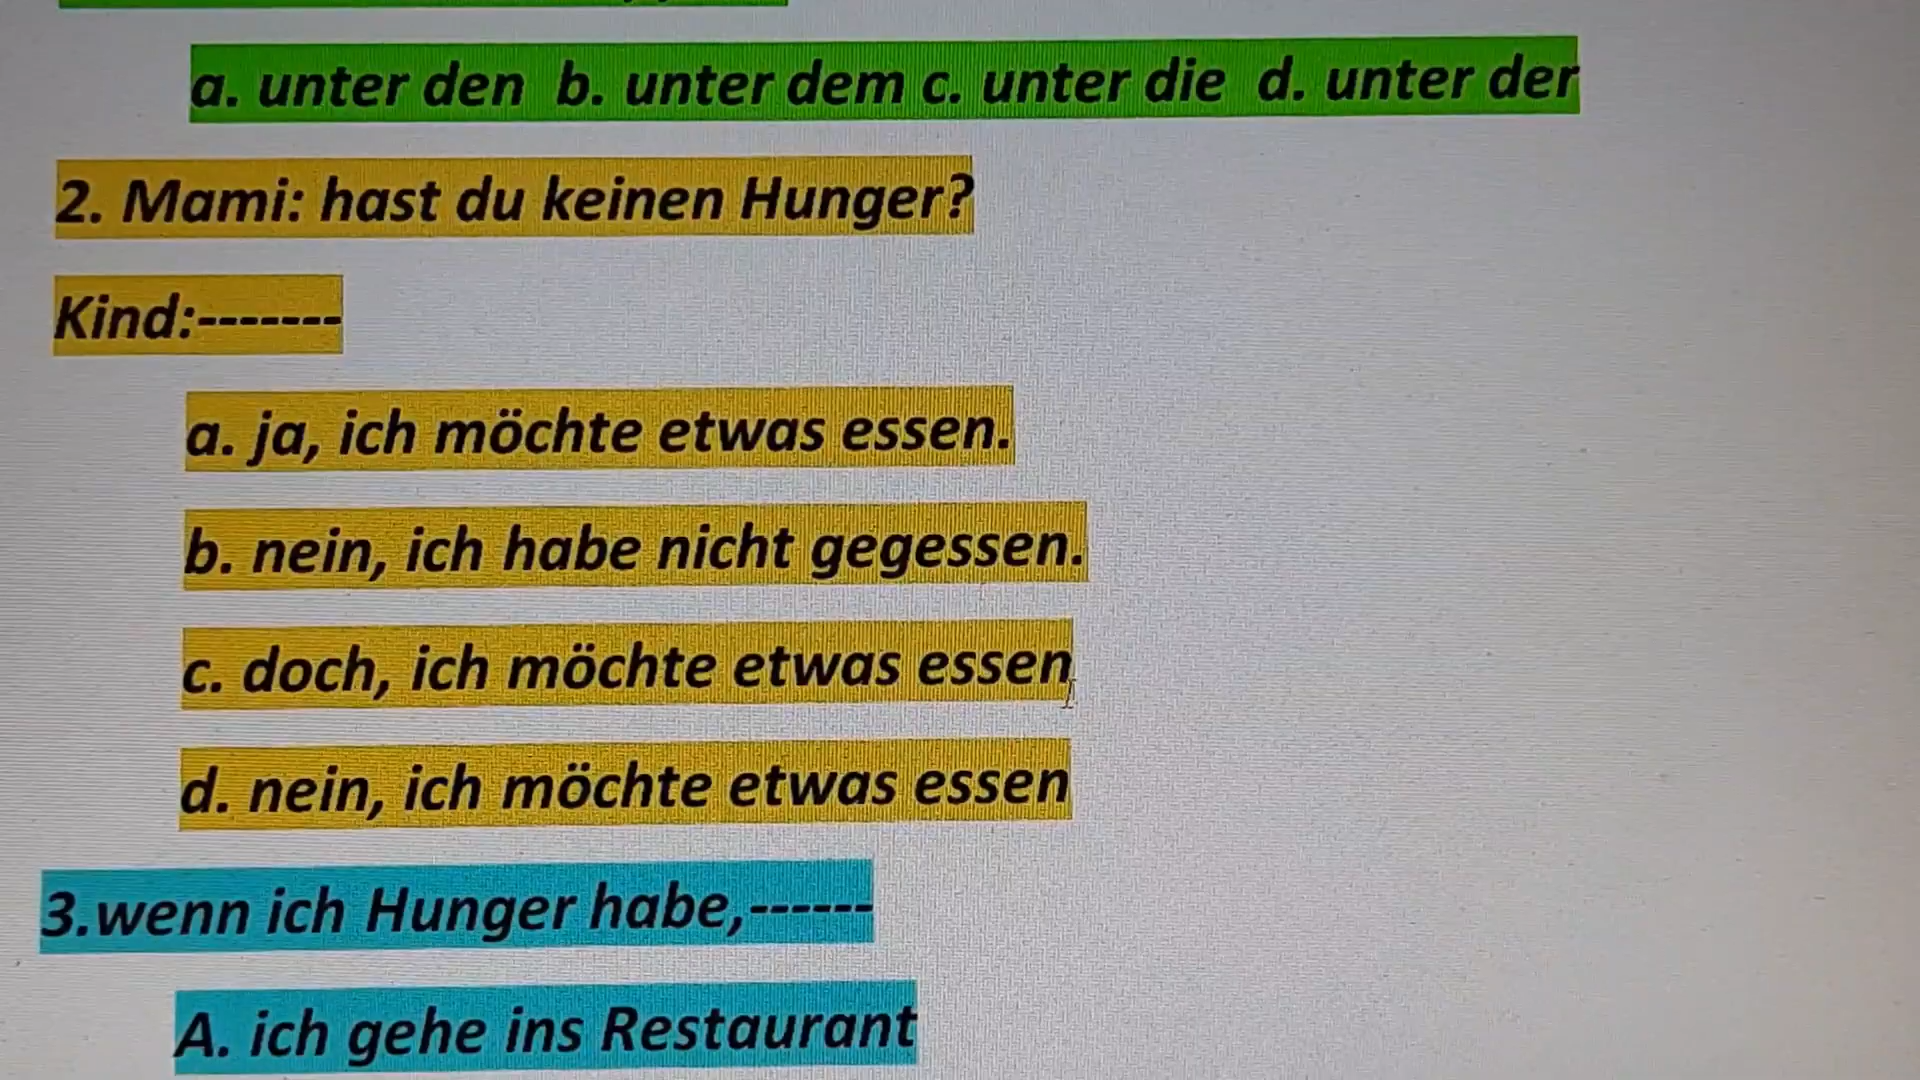 a. unter den b. unter dem c. unter die d. unter der
2. Mami: hast du keinen Hunger?
Kind:-------
a. ja, ich möchte etwas essen.
b. nein, ich habe nicht gegessen.
c. doch, ich möchte etwas essen
d. nein, ich möchte etwas essen
3.wenn ich Hunger habe,------
A. ich gehe ins Restaurant